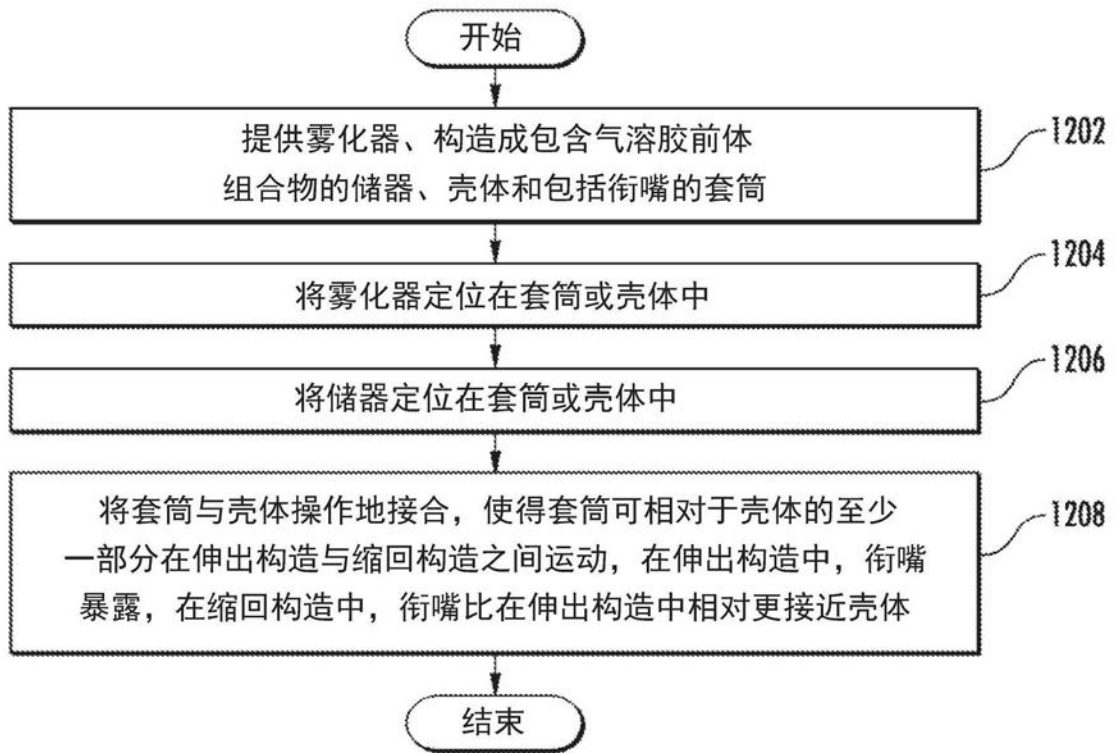 开始
提供雾化器、构造成包含气溶胶前体
组合物的储器、壳体和包括衔嘴的套筒
1202
将雾化器定位在套筒或壳体中
1204
将储器定位在套筒或壳体中
1206
将套筒与壳体操作地接合，使得套筒可相对于壳体的至少
一部分在伸出构造与缩回构造之间运动，在伸出构造中，衔嘴
暴露，在缩回构造中，衔嘴比在伸出构造中相对更接近壳体
1208
结束